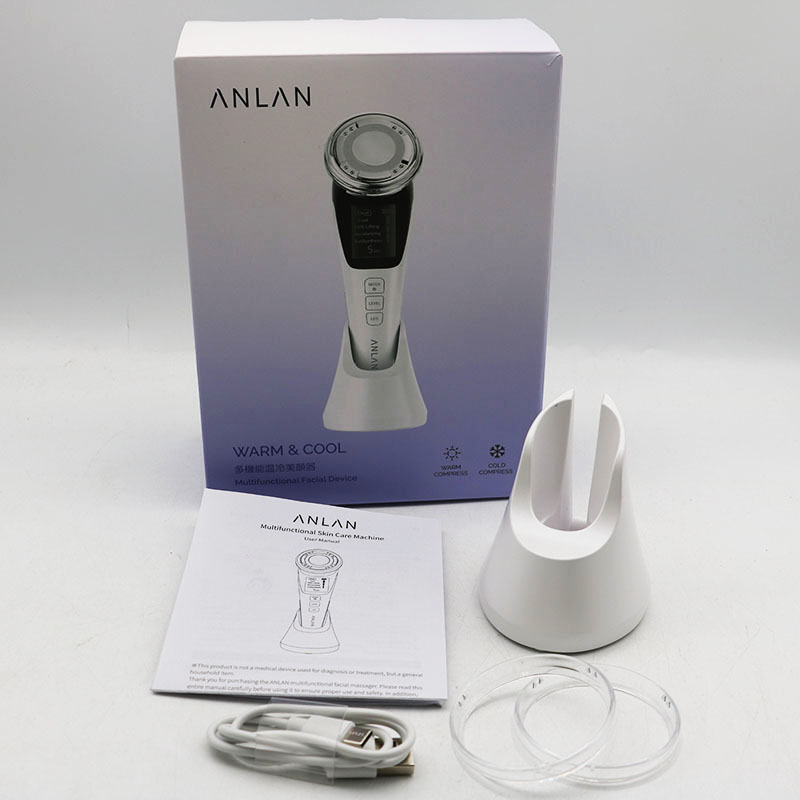 ANLAN
MODE
LEVEL
ANLAN
WARM & COOL
多機能温冷美顔器
Multifunctional Facial Device
WARM
COMPRESS
COLD
COMPRESS
ANLAN
Multifunctional Skin Care Machine
User Manual
※This product is not a medical device used for diagnosis or treatment, but a general
household item.
Thank you for purchasing the ANLAN multifunctional facial massager. Please read this
entire manual carefully before using it to ensure proper use and safety. In addition,